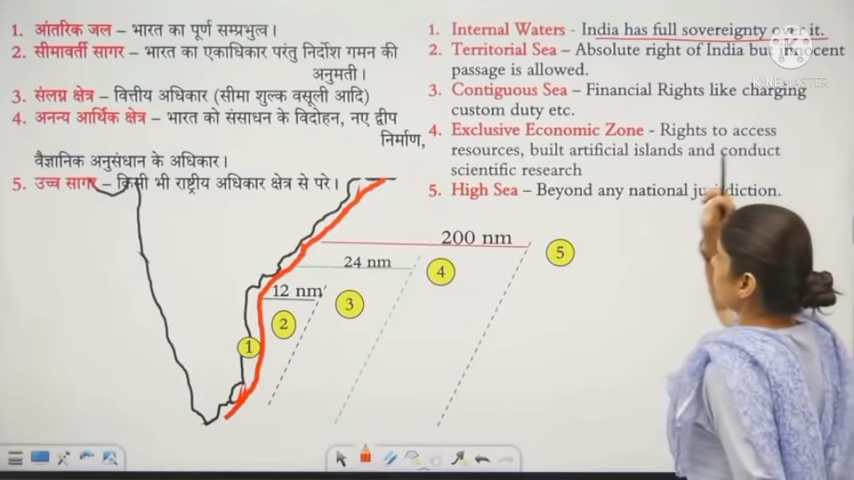 1. आंतरिक जल – भारत का पूर्ण सम्प्रभुत्व।
2. सीमावर्ती सागर – भारत का एकाधिकार परंतु निर्दोश गमन की
अनुमती।
3. संलग्न क्षेत्र – वित्तीय अधिकार (सीमा शुल्क वसूली आदि)
4. अनन्य आर्थिक क्षेत्र – भारत को संसाधन के विदोहन, नए द्वीप
निर्माण,
वैज्ञानिक अनुसंधान के अधिकार।
5. उच्च सागर – किसी भी राष्ट्रीय अधिकार क्षेत्र से परे।
1. Internal Waters - India has full sovereignty over it.
2. Territorial Sea – Absolute right of India but innocent
passage is allowed.
3. Contiguous Sea – Financial Rights like charging
custom duty etc.
4. Exclusive Economic Zone - Rights to access
resources, built artificial islands and conduct
scientific research
5. High Sea – Beyond any national jurisdiction.
KINEMASTER
200 nm
24 nm
12 nm
1
2
3
4
5